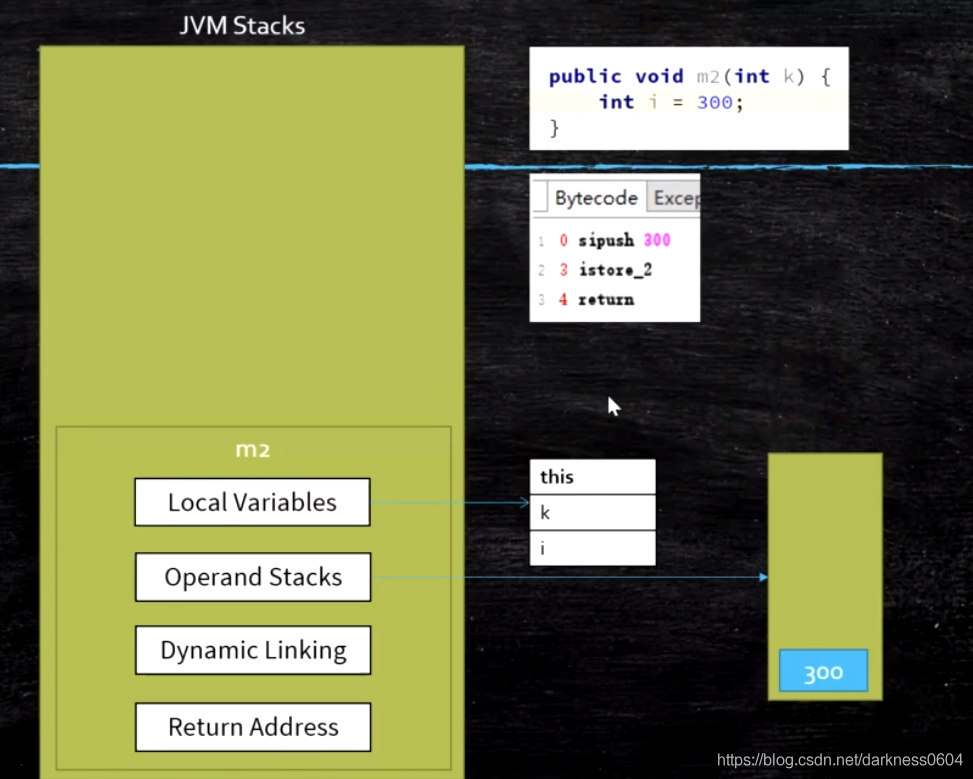 JVM Stacks
public void m2(int k) {
int i = 300;
}
Bytecode Excep
1 0 sipush 300
2 3 istore_2
3 4 return
m2
Local Variables
Operand Stacks
Dynamic Linking
Return Address
this
k
i
300
https://blog.csdn.net/darkness0604